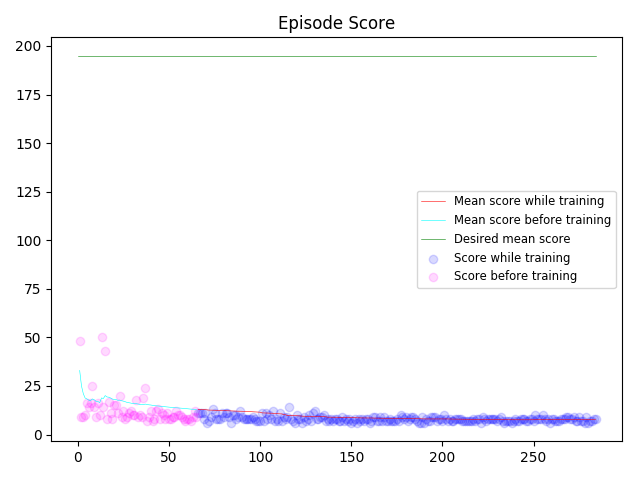 Episode Score
200
175
150
125
100
75
50
25
0
Mean score while training
Mean score before training
Desired mean score
Score while training
Score before training
0 50 100 150 200 250